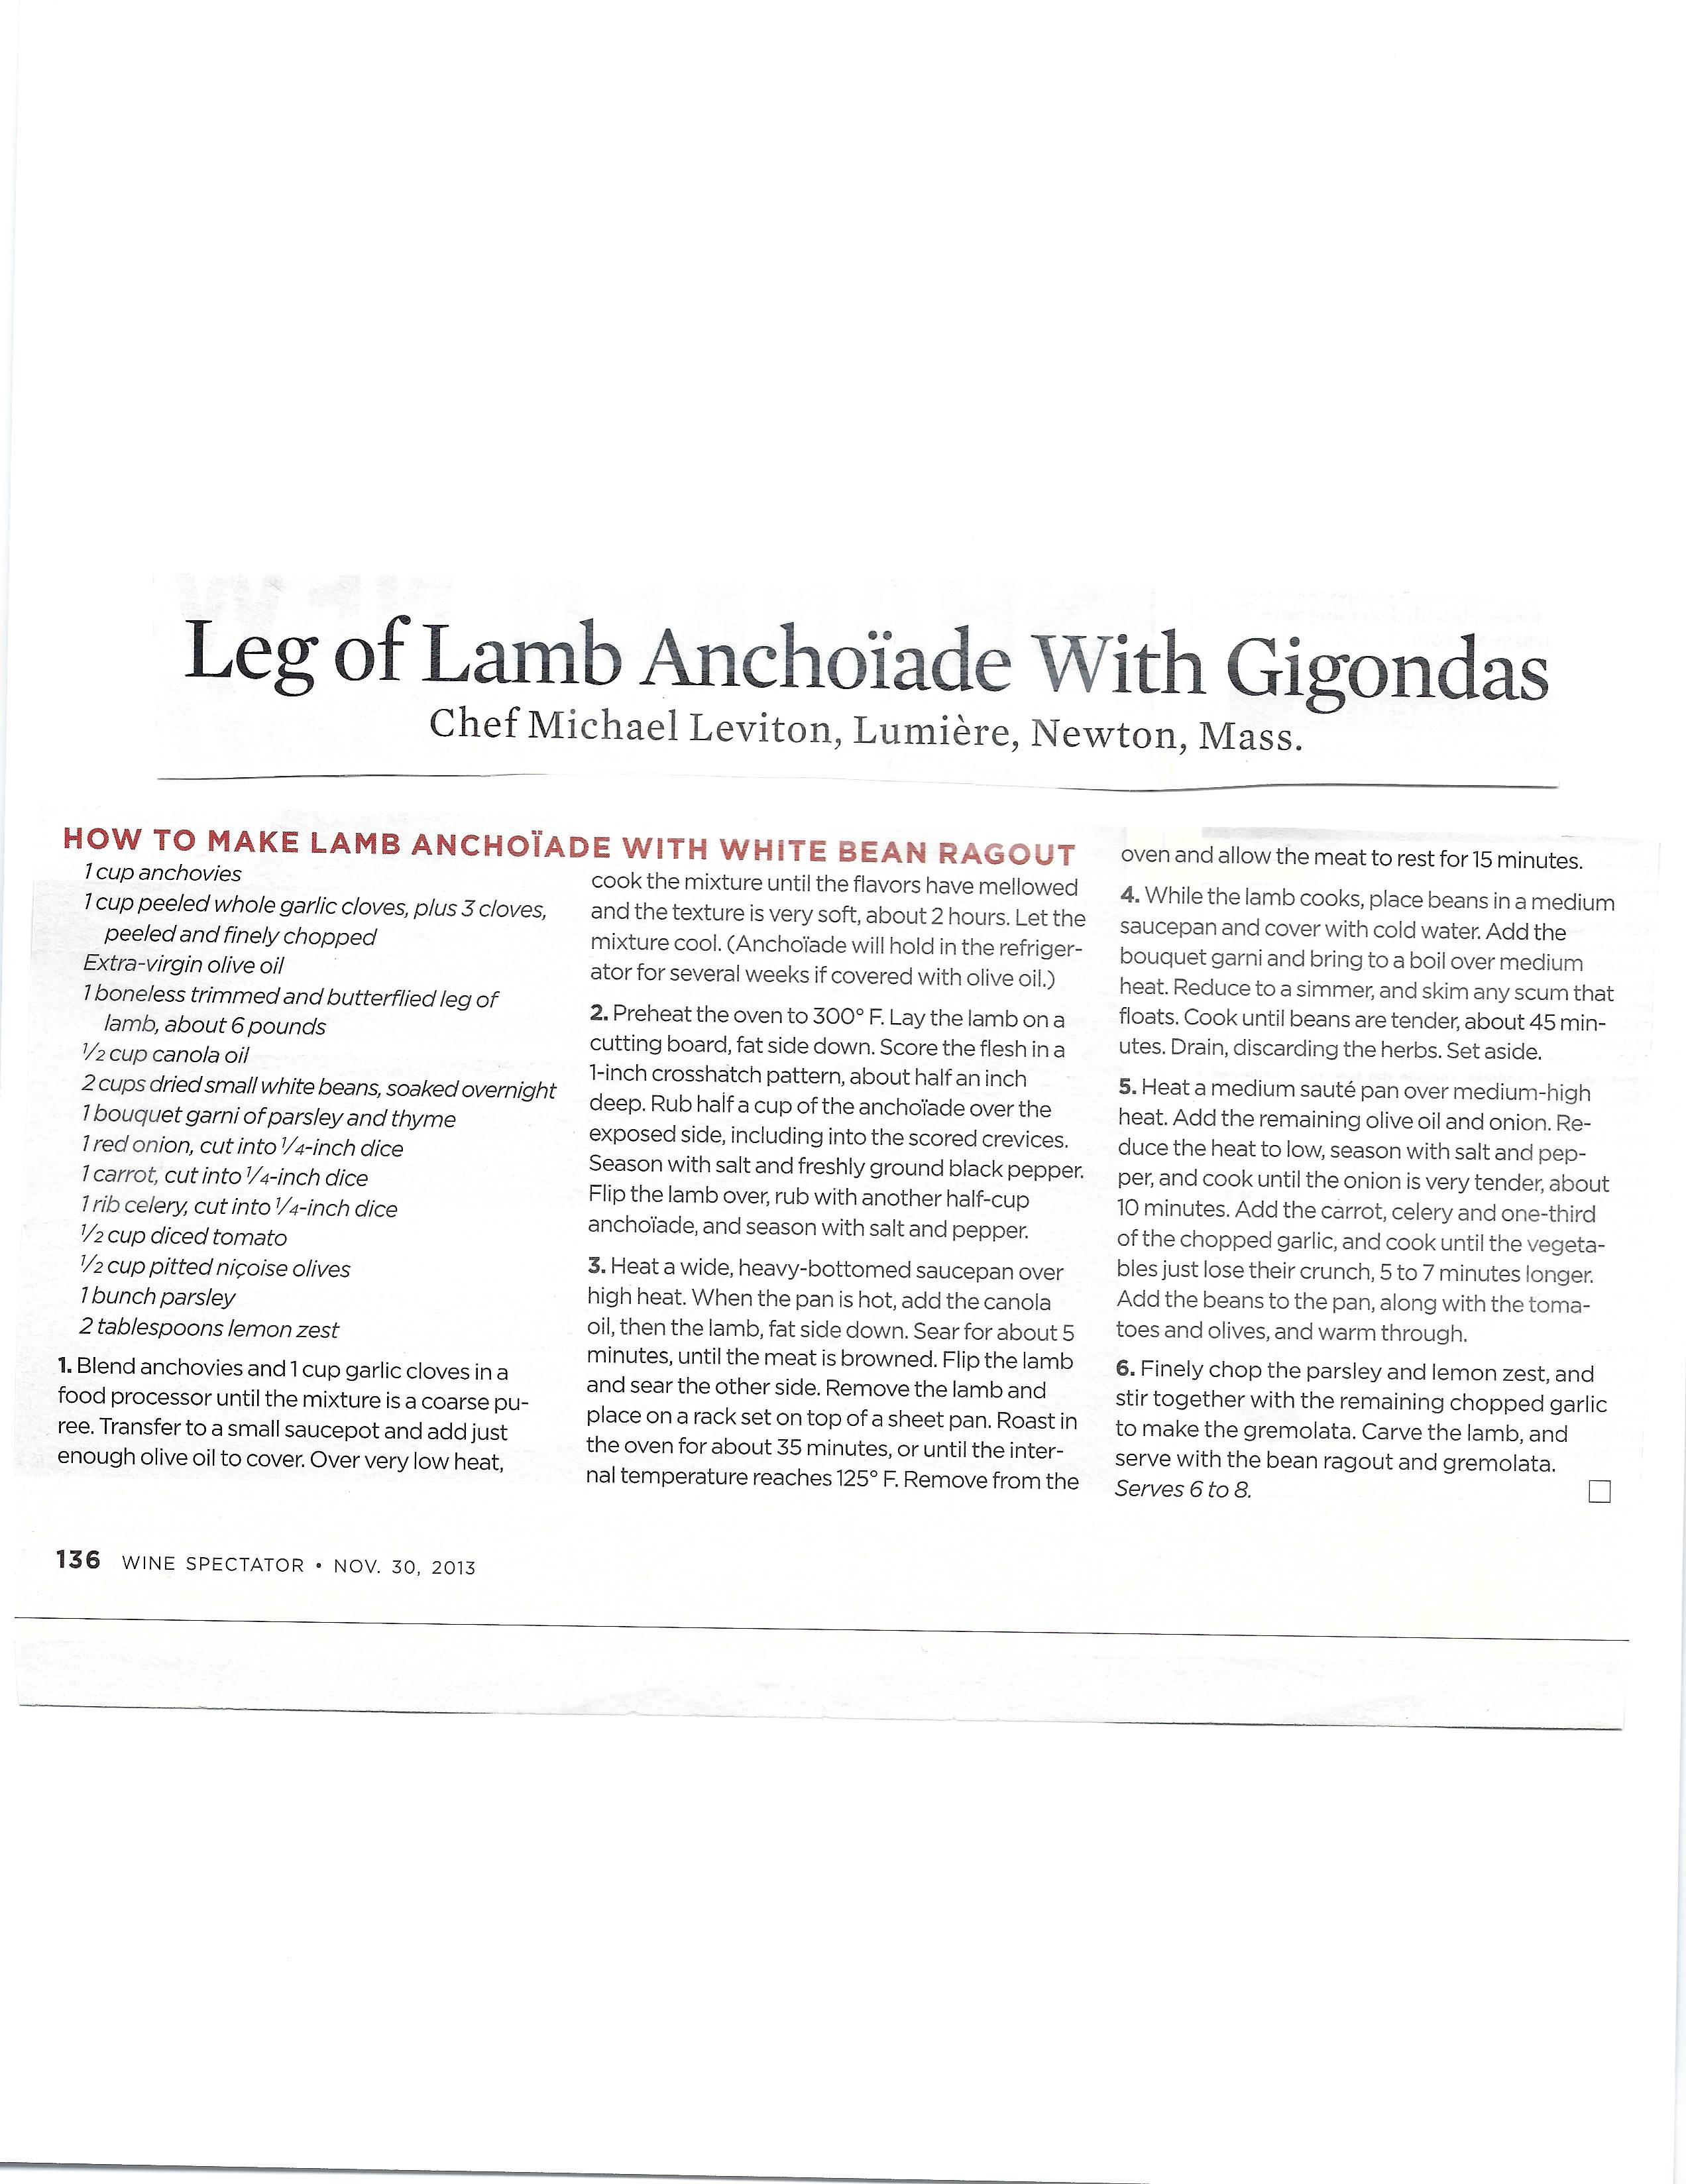 Leg of Lamb Anchoïade With Gigondas
Chef Michael Leviton, Lumière, Newton, Mass.
HOW TO MAKE LAMB ANCHOÏADE WITH WHITE BEAN RAGOUT
1 cup anchovies
1 cup peeled whole garlic cloves, plus 3 cloves,
peeled and finely chopped
Extra-virgin olive oil
1 boneless trimmed and butterflied leg of
lamb, about 6 pounds
1/2 cup canola oil
2 cups dried small white beans, soaked overnight
1 bouquet garni of parsley and thyme
1 red onion, cut into 1/4-inch dice
1 carrot, cut into 1/4-inch dice
1 rib celery, cut into 1/4-inch dice
1/2 cup diced tomato
1/2 cup pitted niçoise olives
1 bunch parsley
2 tablespoons lemon zest
1. Blend anchovies and 1 cup garlic cloves in a
food processor until the mixture is a coarse pu-
ree. Transfer to a small saucepot and add just
enough olive oil to cover. Over very low heat,
cook the mixture until the flavors have mellowed
and the texture is very soft, about 2 hours. Let the
mixture cool. (Anchoïade will hold in the refriger-
ator for several weeks if covered with olive oil.)
2. Preheat the oven to 300° F. Lay the lamb on a
cutting board, fat side down. Score the flesh in a
1-inch crosshatch pattern, about half an inch
deep. Rub half a cup of the anchoïade over the
exposed side, including into the scored crevices.
Season with salt and freshly ground black pepper.
Flip the lamb over, rub with another half-cup
anchoïade, and season with salt and pepper.
3. Heat a wide, heavy-bottomed saucepan over
high heat. When the pan is hot, add the canola
oil, then the lamb, fat side down. Sear for about 5
minutes, until the meat is browned. Flip the lamb
and sear the other side. Remove the lamb and
place on a rack set on top of a sheet pan. Roast in
the oven for about 35 minutes, or until the inter-
nal temperature reaches 125° F. Remove from the
oven and allow the meat to rest for 15 minutes.
4. While the lamb cooks, place beans in a medium
saucepan and cover with cold water. Add the
bouquet garni and bring to a boil over medium
heat. Reduce to a simmer, and skim any scum that
floats. Cook until beans are tender, about 45 min-
utes. Drain, discarding the herbs. Set aside.
5. Heat a medium sauté pan over medium-high
heat. Add the remaining olive oil and onion. Re-
duce the heat to low, season with salt and pep-
per, and cook until the onion is very tender, about
10 minutes. Add the carrot, celery and one-third
of the chopped garlic, and cook until the vegeta-
bles just lose their crunch, 5 to 7 minutes longer.
Add the beans to the pan, along with the toma-
toes and olives, and warm through.
6. Finely chop the parsley and lemon zest, and
stir together with the remaining chopped garlic
to make the gremolata. Carve the lamb, and
serve with the bean ragout and gremolata.
Serves 6 to 8.
136 WINE SPECTATOR • NOV. 30, 2013